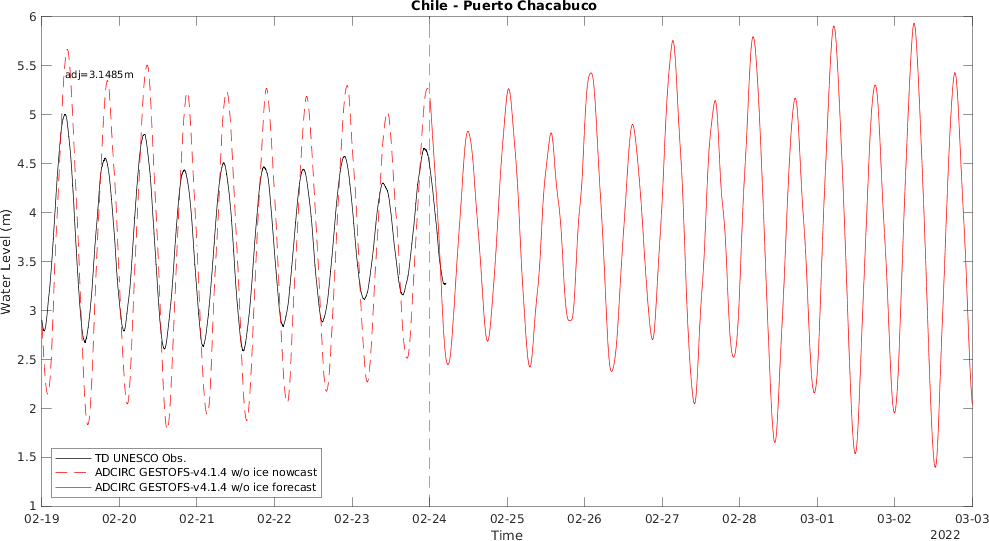 Chile - Puerto Chacabuco
6
5.5
5
4.5
4
3.5
3
2.5
2
1.5
1
Water Level (m)
adj=3.1485m
TD UNESCO Obs.
ADCIRC GESTOFS-v4.1.4 w/o ice nowcast
ADCIRC GESTOFS-v4.1.4 w/o ice forecast
02-19 02-20 02-21 02-22 02-23 02-24 02-25 02-26 02-27 02-28 03-01 03-02 03-03
Time
2022